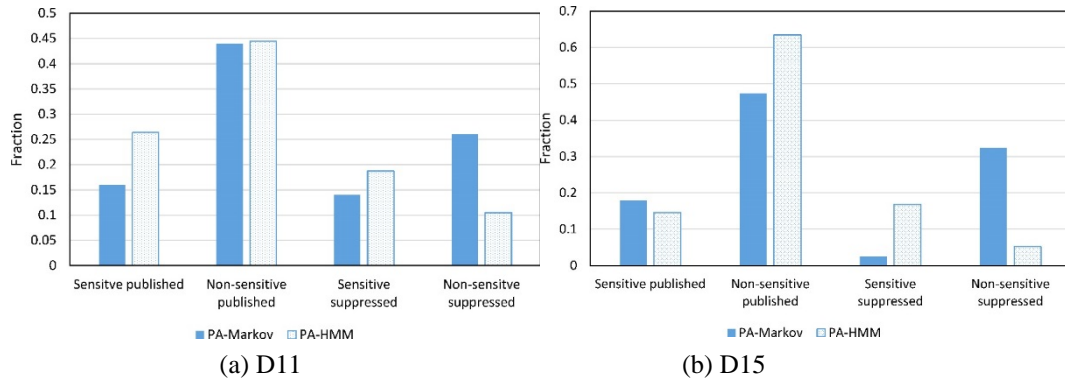 0.5
0.45
0.4
0.35
0.3
0.25
0.2
0.15
0.1
0.05
0
Fraction
Sensitve published
Non-sensitive
published
Sensitive
suppressed
Non-sensitve
suppressed
PA-Markov PA-HMM
(a) D11
0.7
0.6
0.5
0.4
0.3
0.2
0.1
0
Fraction
Sensitive published
Non-sensitive
published
Sensitive
suppressed
Non-sensitive
suppressed
PA-Markov PA-HMM
(b) D15